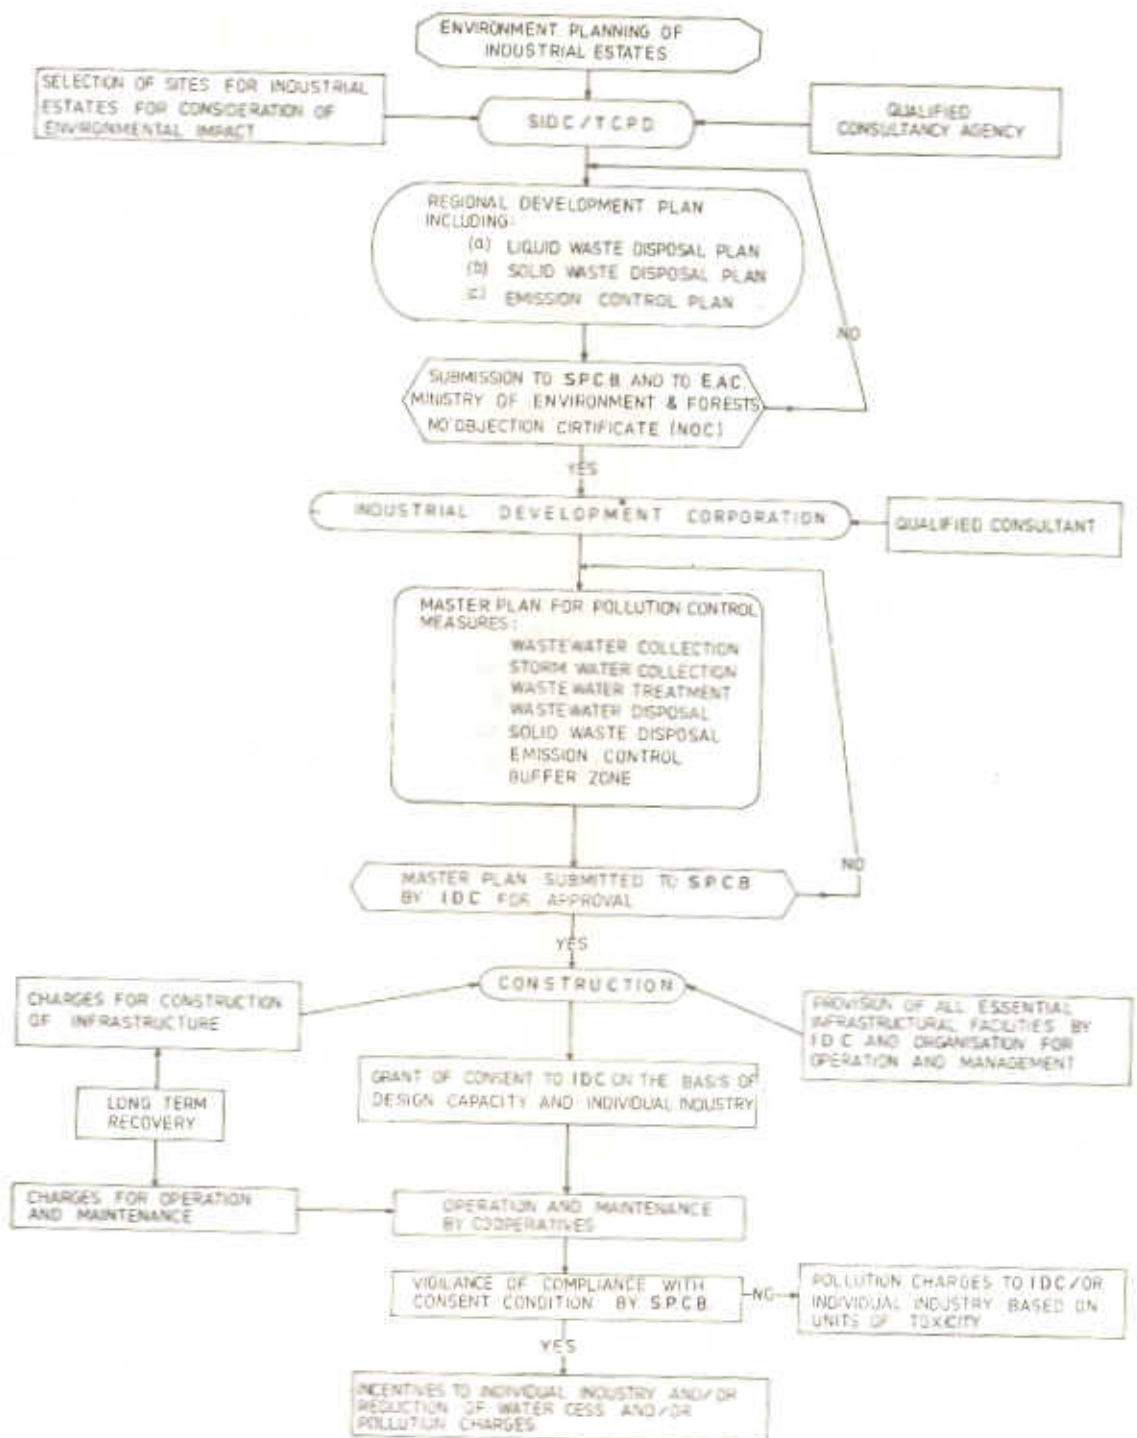 ENVIRONMENT PLANNING OF
INDUSTRIAL ESTATES
SELECTION OF SITES FOR INDUSTRIAL
ESTATES FOR CONSIDERATION OF
ENVIRONMENTAL IMPACT
SIDC/TCPD
QUALIFIED
CONSULTANCY AGENCY
REGIONAL DEVELOPMENT PLAN
INCLUDING:
(a) LIQUID WASTE DISPOSAL PLAN
(b) SOLID WASTE DISPOSAL PLAN
(c) EMISSION CONTROL PLAN
NO
SUBMISSION TO S.P.C.B AND TO E.A.C.
MINISTRY OF ENVIRONMENT & FORESTS
NO OBJECTION CIRTIFICATE (NOC)
YES
INDUSTRIAL DEVELOPMENT CORPORATION
QUALIFIED CONSULTANT
MASTER PLAN FOR POLLUTION CONTROL
MEASURES:
WASTEWATER COLLECTION
STORM WATER COLLECTION
WASTEWATER TREATMENT
WASTEWATER DISPOSAL
SOLID WASTE DISPOSAL
EMISSION CONTROL
BUFFER ZONE
NO
MASTER PLAN SUBMITTED TO S.P.C.B
BY IDC FOR APPROVAL
YES
CONSTRUCTION
CHARGES FOR CONSTRUCTION
OF INFRASTRUCTURE
PROVISION OF ALL ESSENTIAL
INFRASTRUCTURAL FACILITIES BY
IDC AND ORGANISATION FOR
OPERATION AND MANAGEMENT
GRANT OF CONSENT TO IDC ON THE BASIS OF
DESIGN CAPACITY AND INDIVIDUAL INDUSTRY
LONG TERM
RECOVERY
CHARGES FOR OPERATION
AND MAINTENANCE
OPERATION AND MAINTENANCE
BY COOPERATIVES
VIGILANCE OF COMPLIANCE WITH
CONSENT CONDITION BY S.P.C.B.
NO
POLLUTION CHARGES TO IDC/OR
INDIVIDUAL INDUSTRY BASED ON
UNITS OF TOXICITY
YES
INCENTIVES TO INDIVIDUAL INDUSTRY AND/OR
REDUCTION OF WATER CESS AND/OR
POLLUTION CHARGES